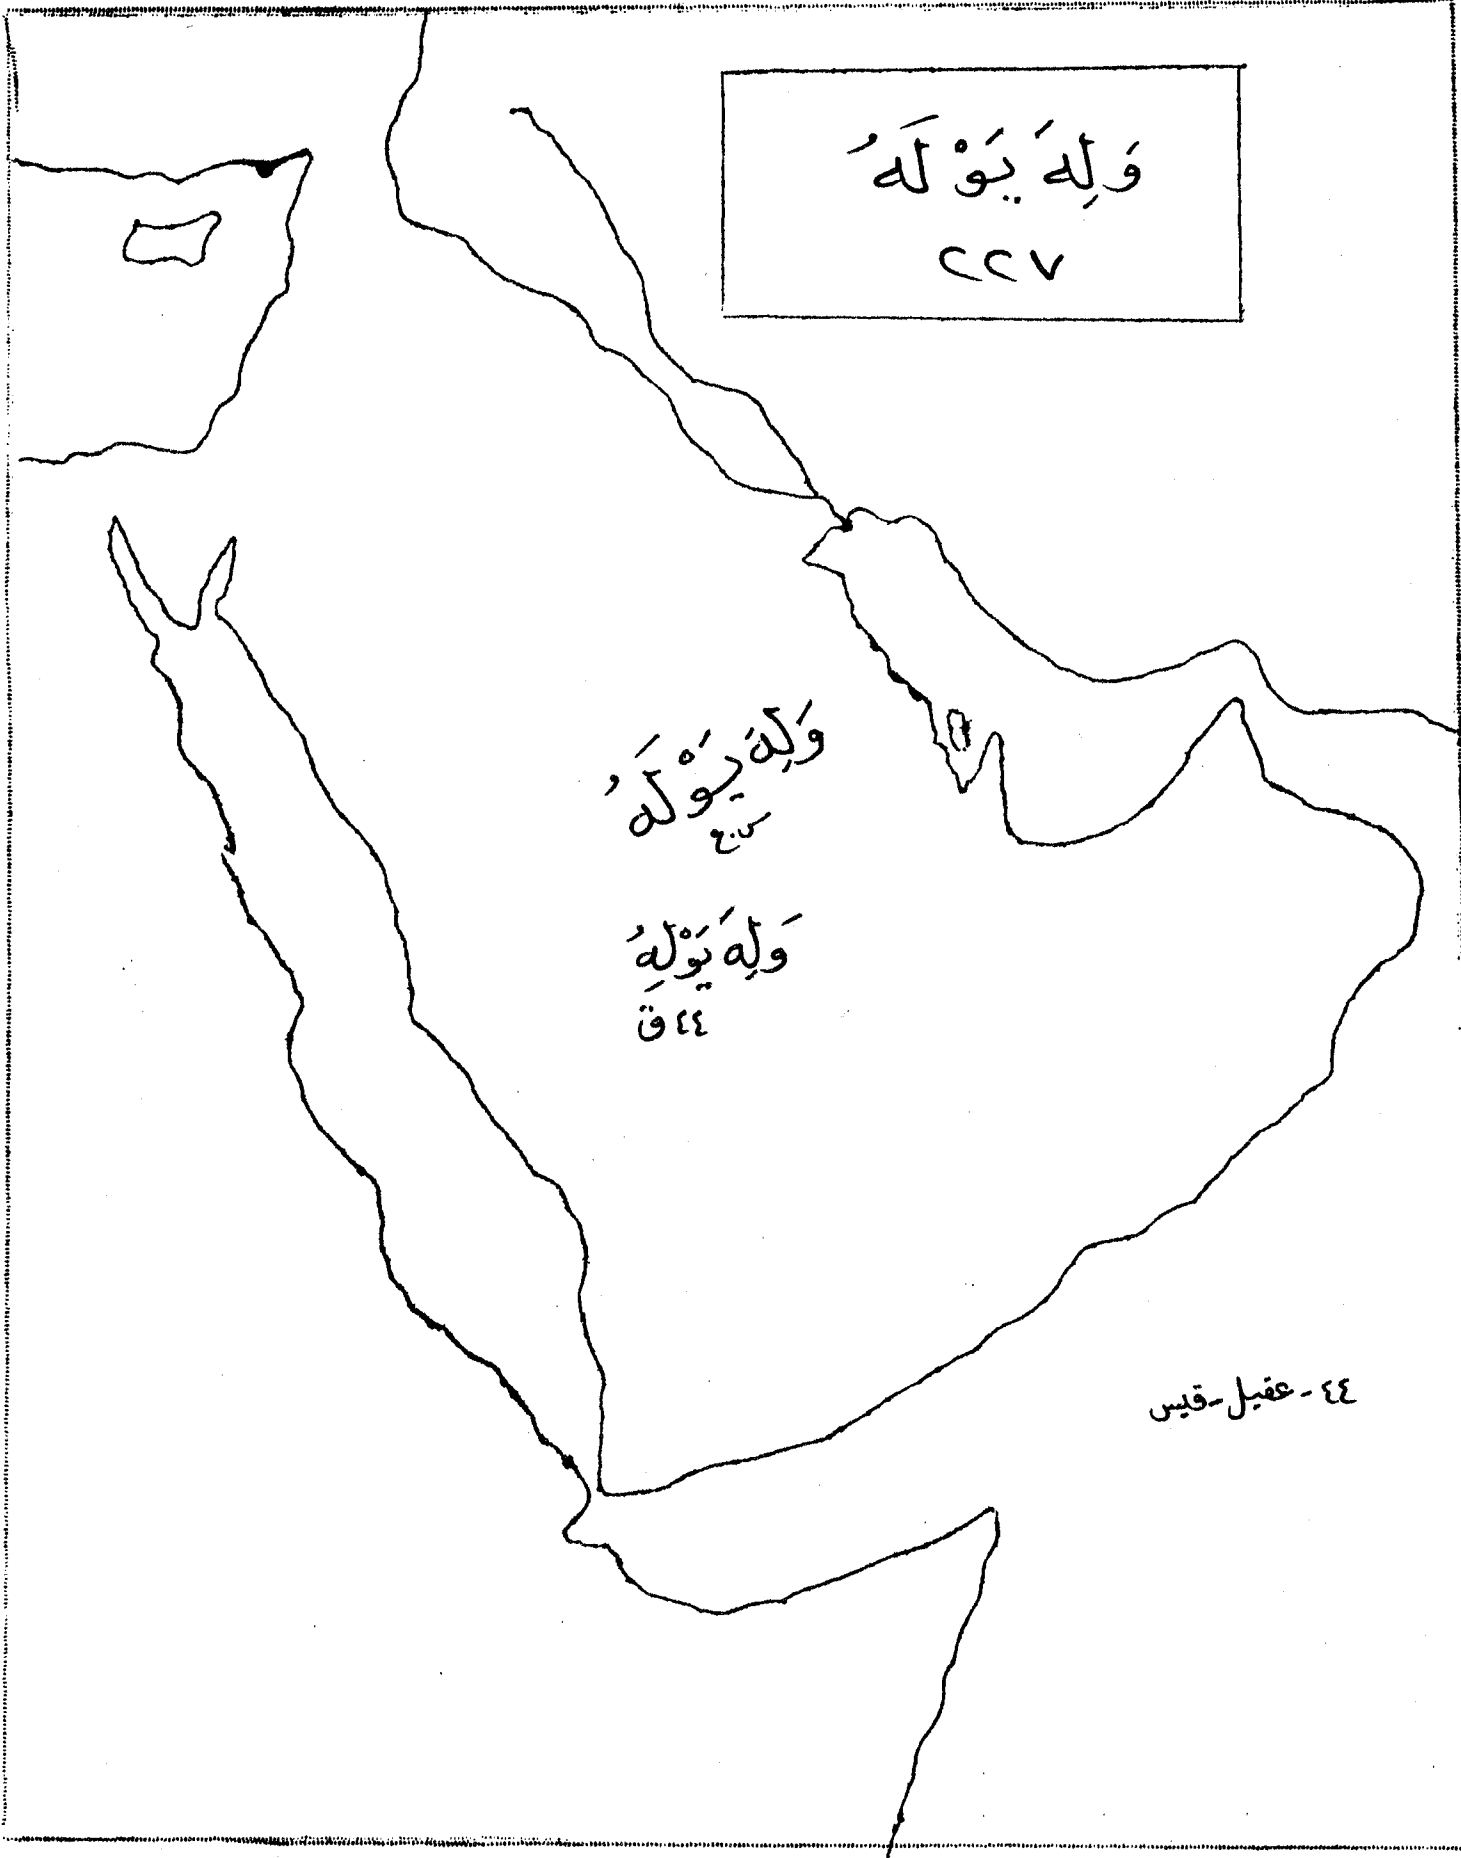 وَلِهَ يَوْلَهُ
٢٢٧
وَلِهَ يَوْلَهُ
وَلِهَ يَوْلِهُ
٤٤ ق
٤٤ - عقيل - قيس